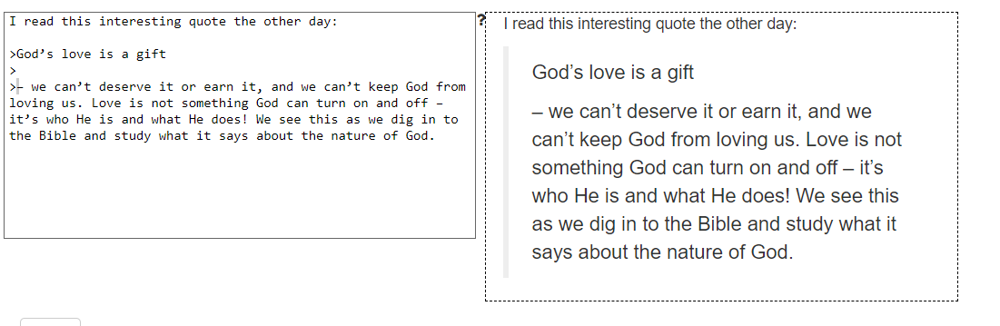 I read this interesting quote the other day:
>God’s love is a gift
>
>– we can’t deserve it or earn it, and we can’t keep God from
loving us. Love is not something God can turn on and off –
it’s who He is and what He does! We see this as we dig in to
the Bible and study what it says about the nature of God.
?
I read this interesting quote the other day:
God’s love is a gift
– we can’t deserve it or earn it, and we
can’t keep God from loving us. Love is not
something God can turn on and off – it’s
who He is and what He does! We see this
as we dig in to the Bible and study what it
says about the nature of God.